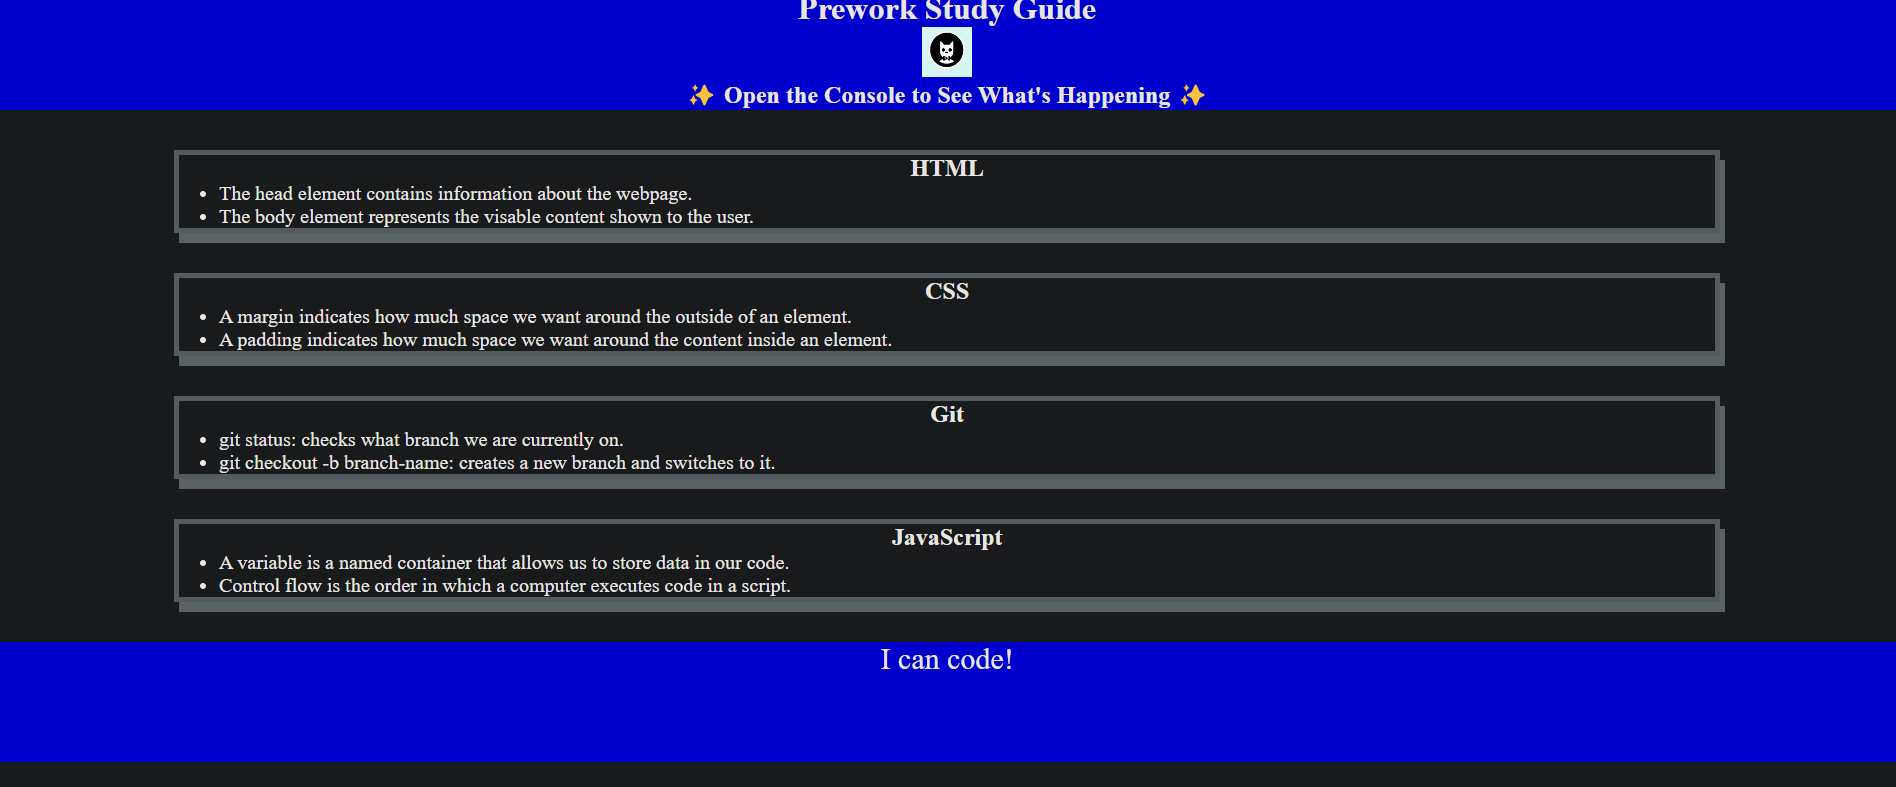 Prework Study Guide
✨ Open the Console to See What's Happening ✨
HTML
• The head element contains information about the webpage.
• The body element represents the visable content shown to the user.
CSS
• A margin indicates how much space we want around the outside of an element.
• A padding indicates how much space we want around the content inside an element.
Git
• git status: checks what branch we are currently on.
• git checkout -b branch-name: creates a new branch and switches to it.
JavaScript
• A variable is a named container that allows us to store data in our code.
• Control flow is the order in which a computer executes code in a script.
I can code!